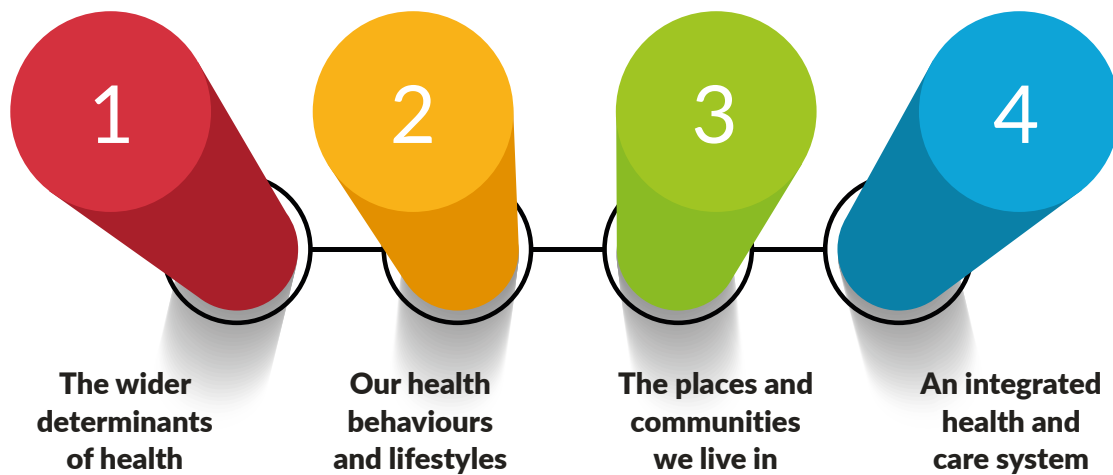 1
2
3
4
The wider
determinants
of health
Our health
behaviours
and lifestyles
The places and
communities
we live in
An integrated
health and
care system